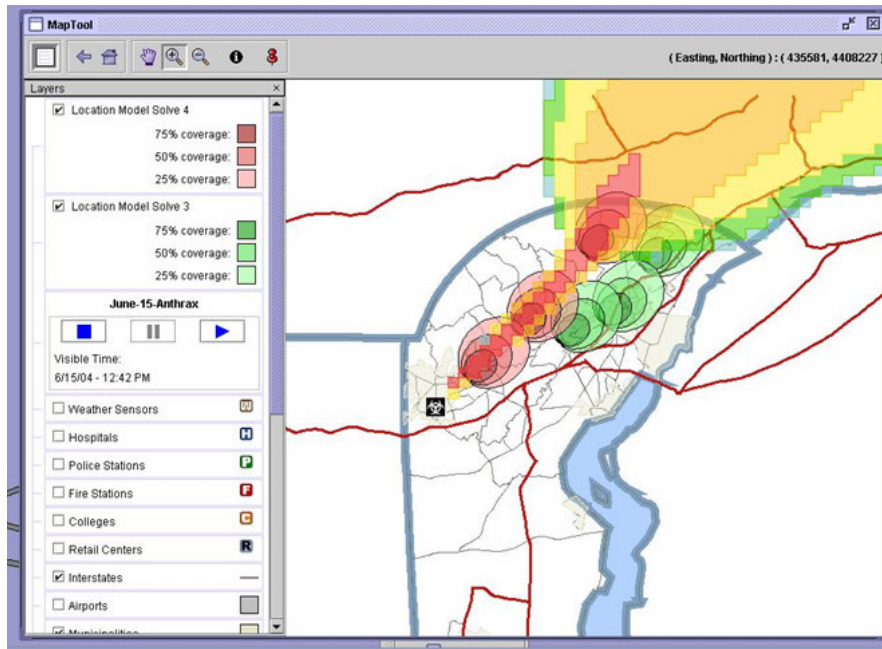 MapTool
( Easting, Northing ) : ( 435581, 4408227 )
Layers
Location Model Solve 4
75% coverage:
50% coverage:
25% coverage:
Location Model Solve 3
75% coverage:
50% coverage:
25% coverage:
June-15-Anthrax
Visible Time:
6/15/04 - 12:42 PM
Weather Sensors W
Hospitals H
Police Stations P
Fire Stations F
Colleges C
Retail Centers R
Interstates
Airports
Municipalities